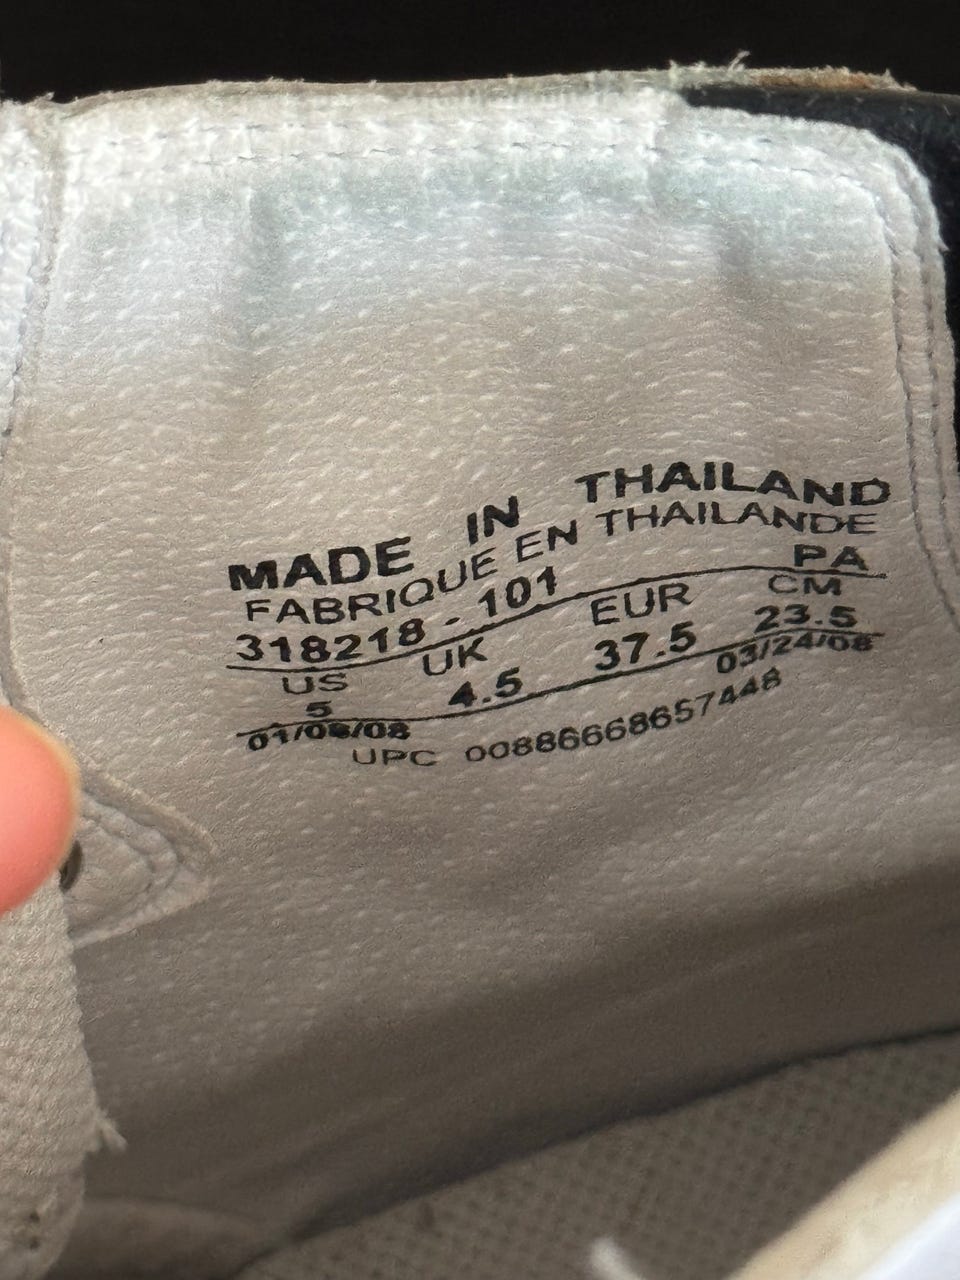 MADE IN THAILAND
FABRIQUE EN THAILANDE
318218 - 101 PA
US UK EUR CM
5 4.5 37.5 23.5
03/24/08
UPC 00886668657448